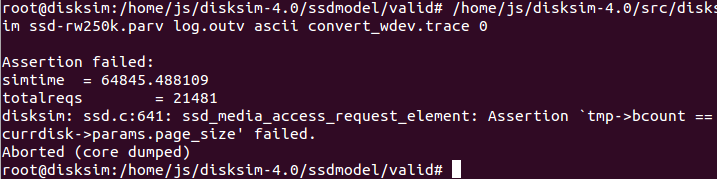 root@disksim:/home/js/disksim-4.0/ssdmodel/valid# /home/js/disksim-4.0/src/disks
im ssd-rw250k.parv log.outv ascii convert_wdev.trace 0
Assertion failed:
simtime  = 64845.488109
totalreqs         = 21481
disksim: ssd.c:641: ssd_media_access_request_element: Assertion `tmp->bcount ==
currdisk->params.page_size' failed.
Aborted (core dumped)
root@disksim:/home/js/disksim-4.0/ssdmodel/valid#